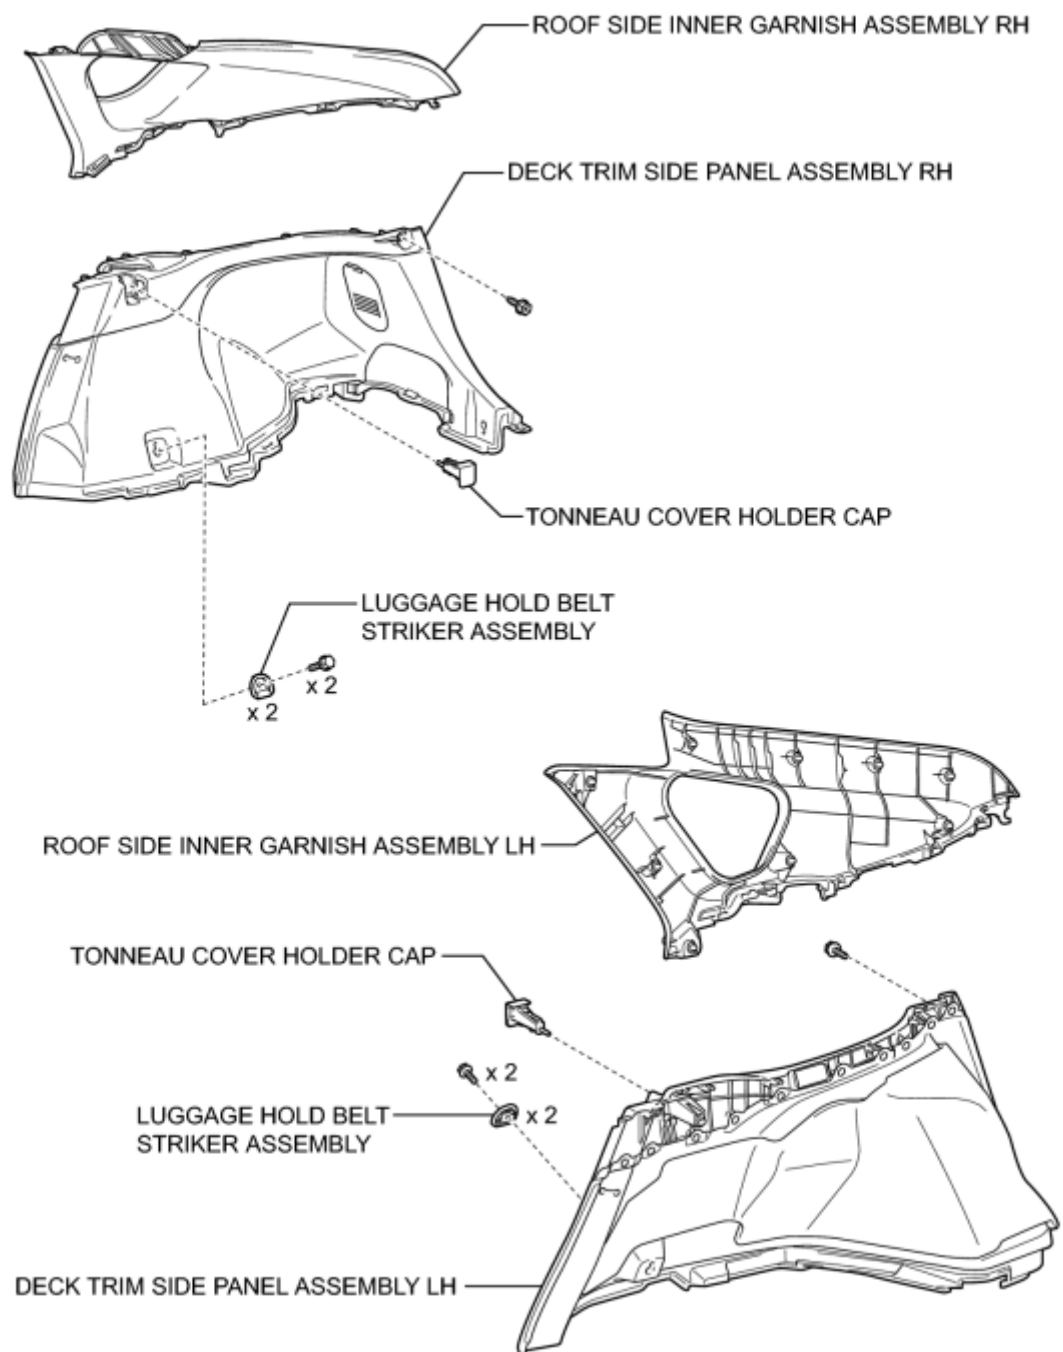 ROOF SIDE INNER GARNISH ASSEMBLY RH
DECK TRIM SIDE PANEL ASSEMBLY RH
TONNEAU COVER HOLDER CAP
LUGGAGE HOLD BELT
STRIKER ASSEMBLY
x 2
x 2
ROOF SIDE INNER GARNISH ASSEMBLY LH
TONNEAU COVER HOLDER CAP
x 2
LUGGAGE HOLD BELT
STRIKER ASSEMBLY
x 2
DECK TRIM SIDE PANEL ASSEMBLY LH